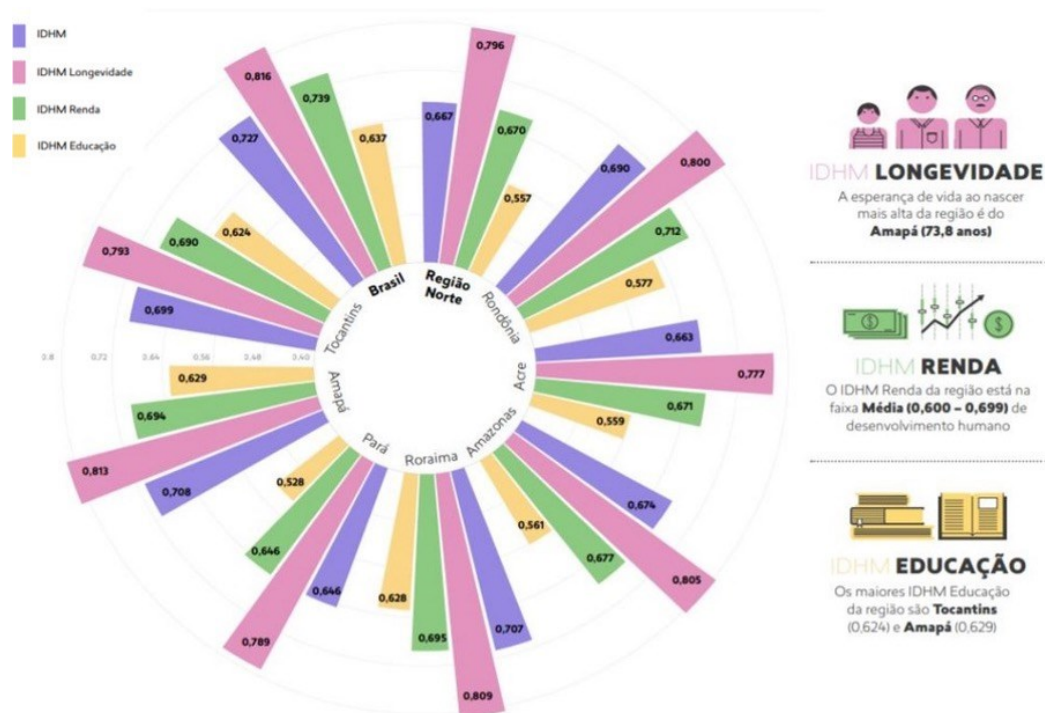 IDHM
IDHM Longevidade
IDHM Renda
IDHM Educação
Brasil
0,727
0,816
0,739
0,637
Região
Norte
0,667
0,796
0,670
0,557
Rondônia
0,690
0,800
0,712
0,577
Acre
0,663
0,777
0,671
0,559
Amazonas
0,674
0,805
0,677
0,561
Roraima
0,707
0,809
0,695
0,628
Pará
0,646
0,789
0,646
0,528
Amapá
0,708
0,813
0,694
0,629
Tocantins
0,699
0,793
0,690
0,624
0.8 0,72 0,64 0,56 0,48 0,40
IDHM LONGEVIDADE
A esperança de vida ao nascer
mais alta da região é do
Amapá (73,8 anos)
IDHM RENDA
O IDHM Renda da região está na
faixa Média (0,600 – 0,699) de
desenvolvimento humano
IDHM EDUCAÇÃO
Os maiores IDHM Educação
da região são Tocantins
(0,624) e Amapá (0,629)